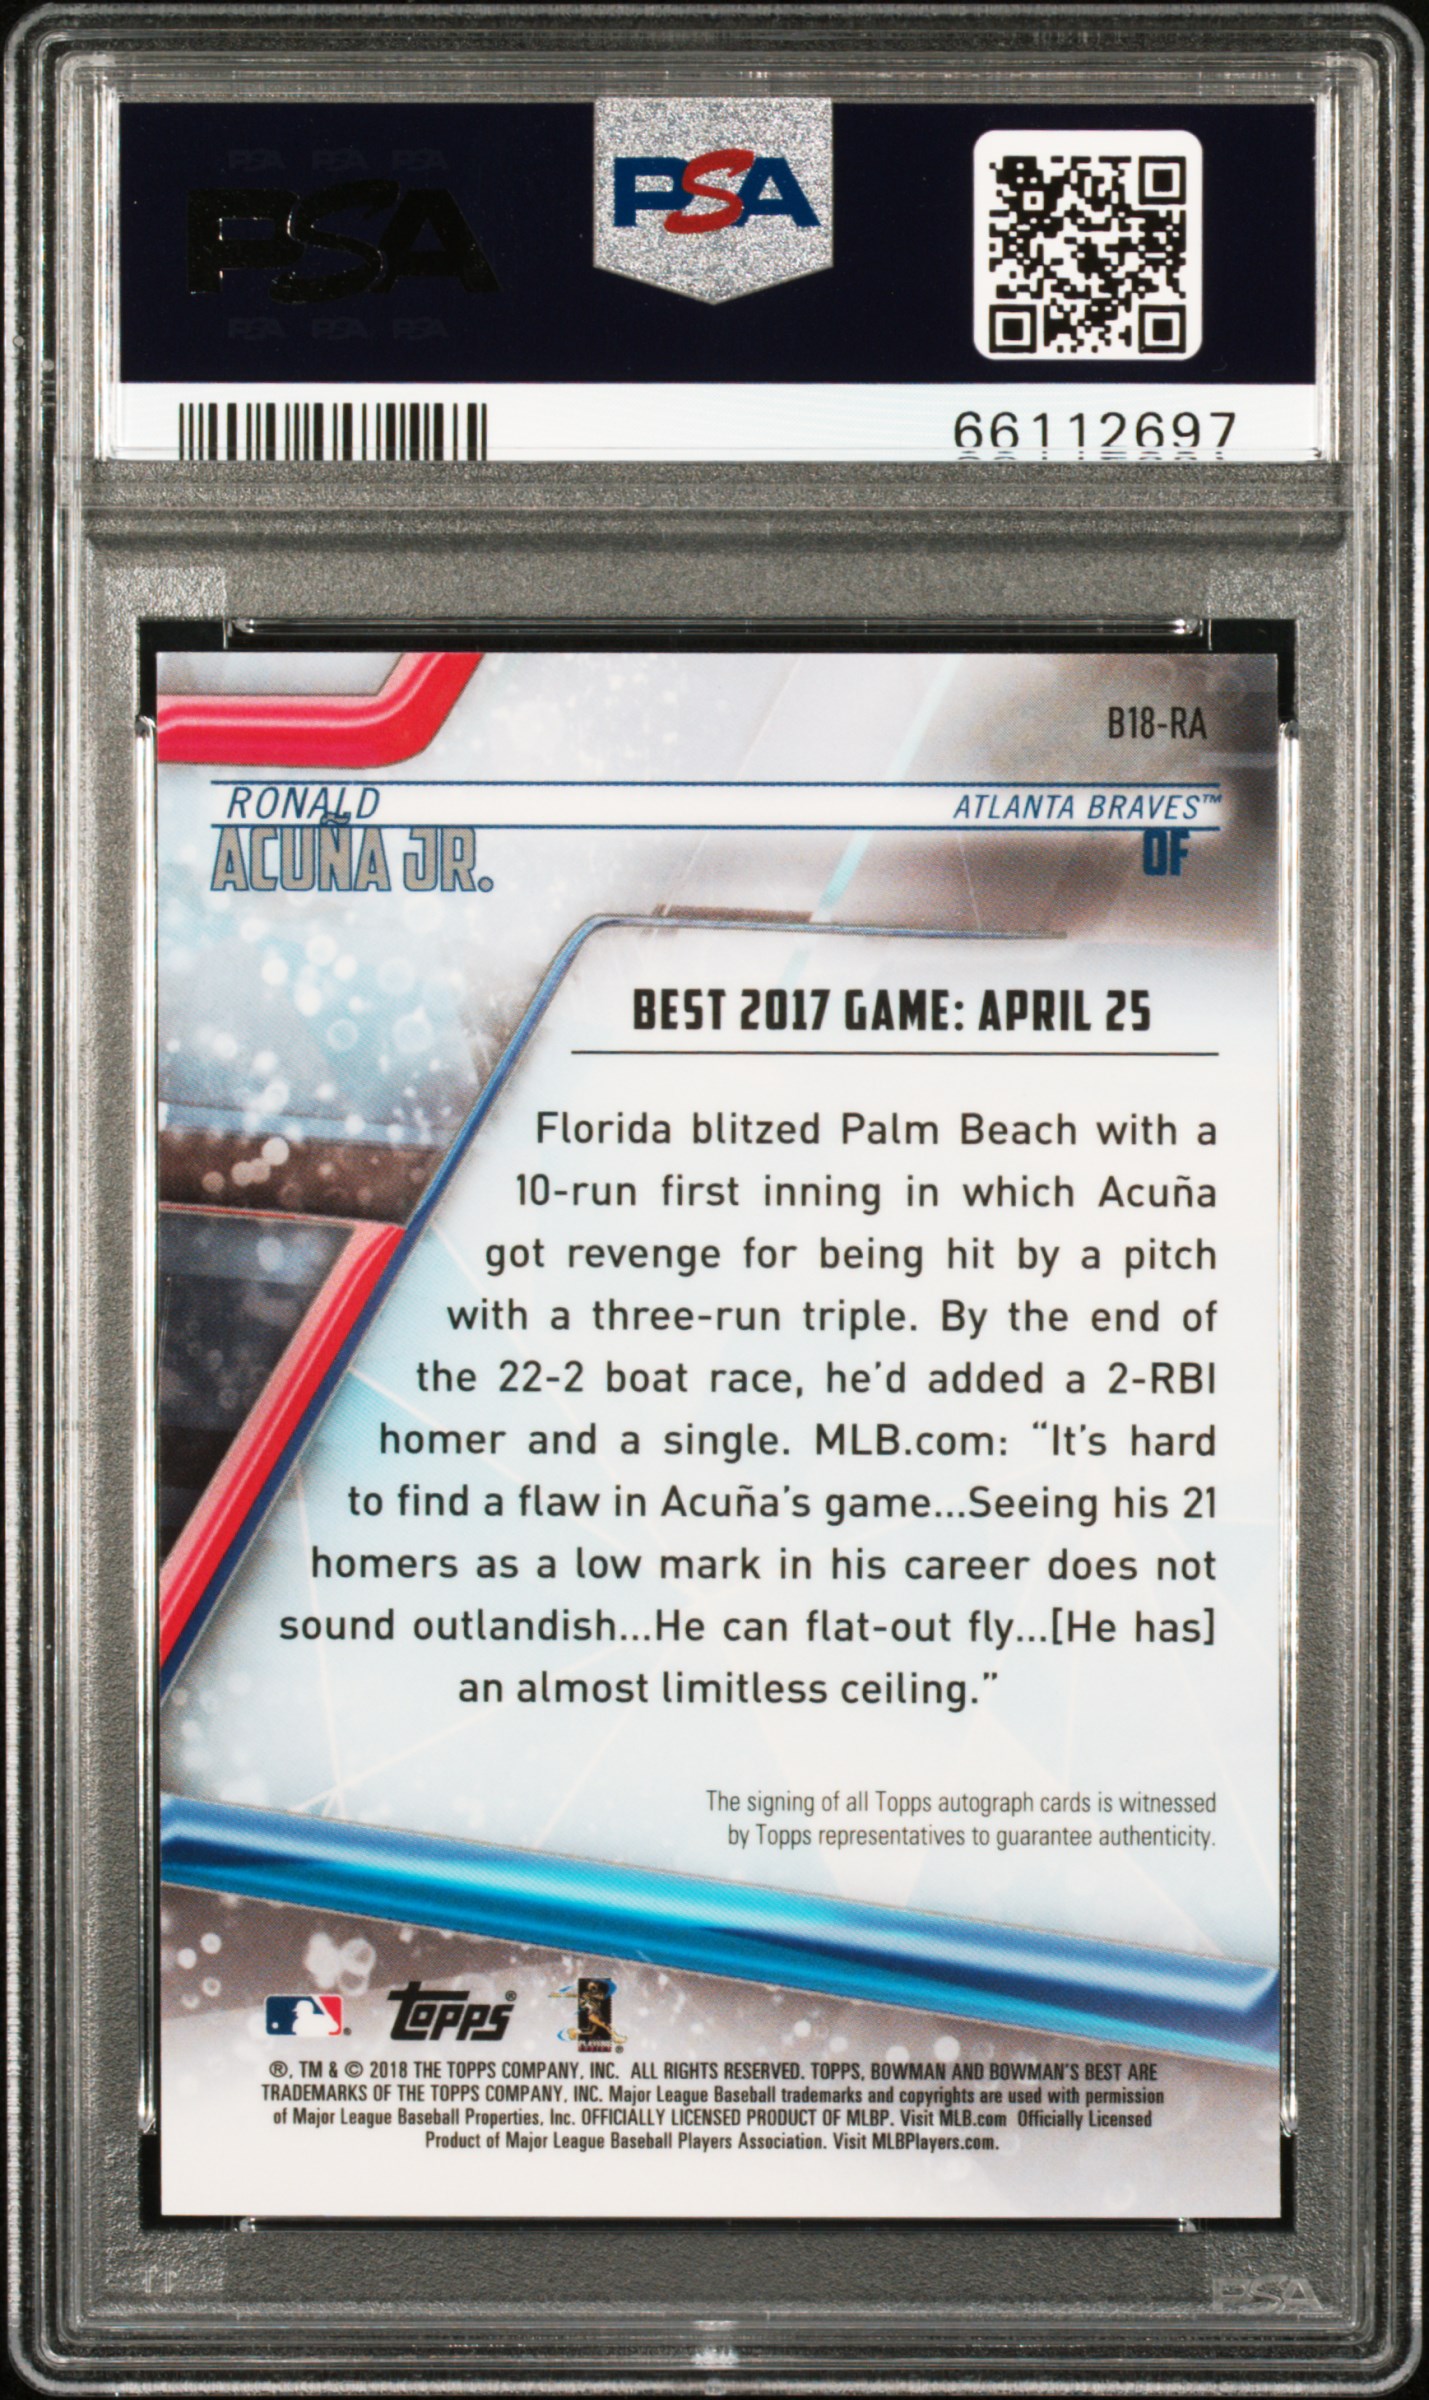 PSA PSA PSA
PSA
PSA PSA PSA
PSA
66112697
B18-RA
RONALD
ATLANTA BRAVES™
ACUÑA JR.
OF
BEST 2017 GAME: APRIL 25
Florida blitzed Palm Beach with a
10-run first inning in which Acuña
got revenge for being hit by a pitch
with a three-run triple. By the end of
the 22-2 boat race, he'd added a 2-RBI
homer and a single. MLB.com: “It's hard
to find a flaw in Acuña's game...Seeing his 21
homers as a low mark in his career does not
sound outlandish...He can flat-out fly...[He has]
an almost limitless ceiling.”
The signing of all Topps autograph cards is witnessed
by Topps representatives to guarantee authenticity.
topps®
®, TM & © 2018 THE TOPPS COMPANY, INC. ALL RIGHTS RESERVED. TOPPS, BOWMAN AND BOWMAN'S BEST ARE
TRADEMARKS OF THE TOPPS COMPANY, INC. Major League Baseball trademarks and copyrights are used with permission
of Major League Baseball Properties, Inc. OFFICIALLY LICENSED PRODUCT OF MLBP. Visit MLB.com Officially Licensed
Product of Major League Baseball Players Association. Visit MLBPlayers.com.
PSA